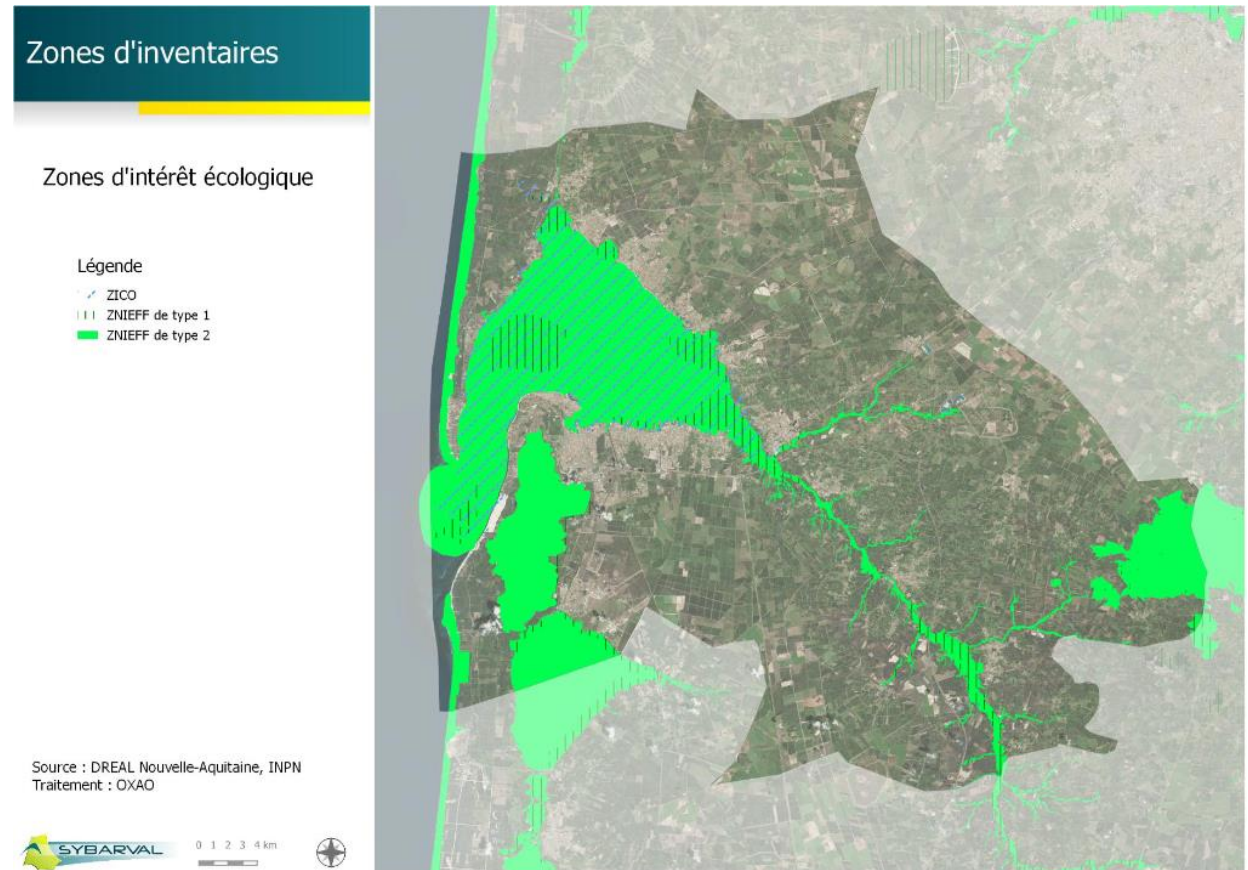 Zones d'inventaires
Zones d'intérêt écologique
Légende
ZICO
ZNIEFF de type 1
ZNIEFF de type 2
Source : DREAL Nouvelle-Aquitaine, INPN
Traitement : OXAO
SYBARVAL
0 1 2 3 4 km